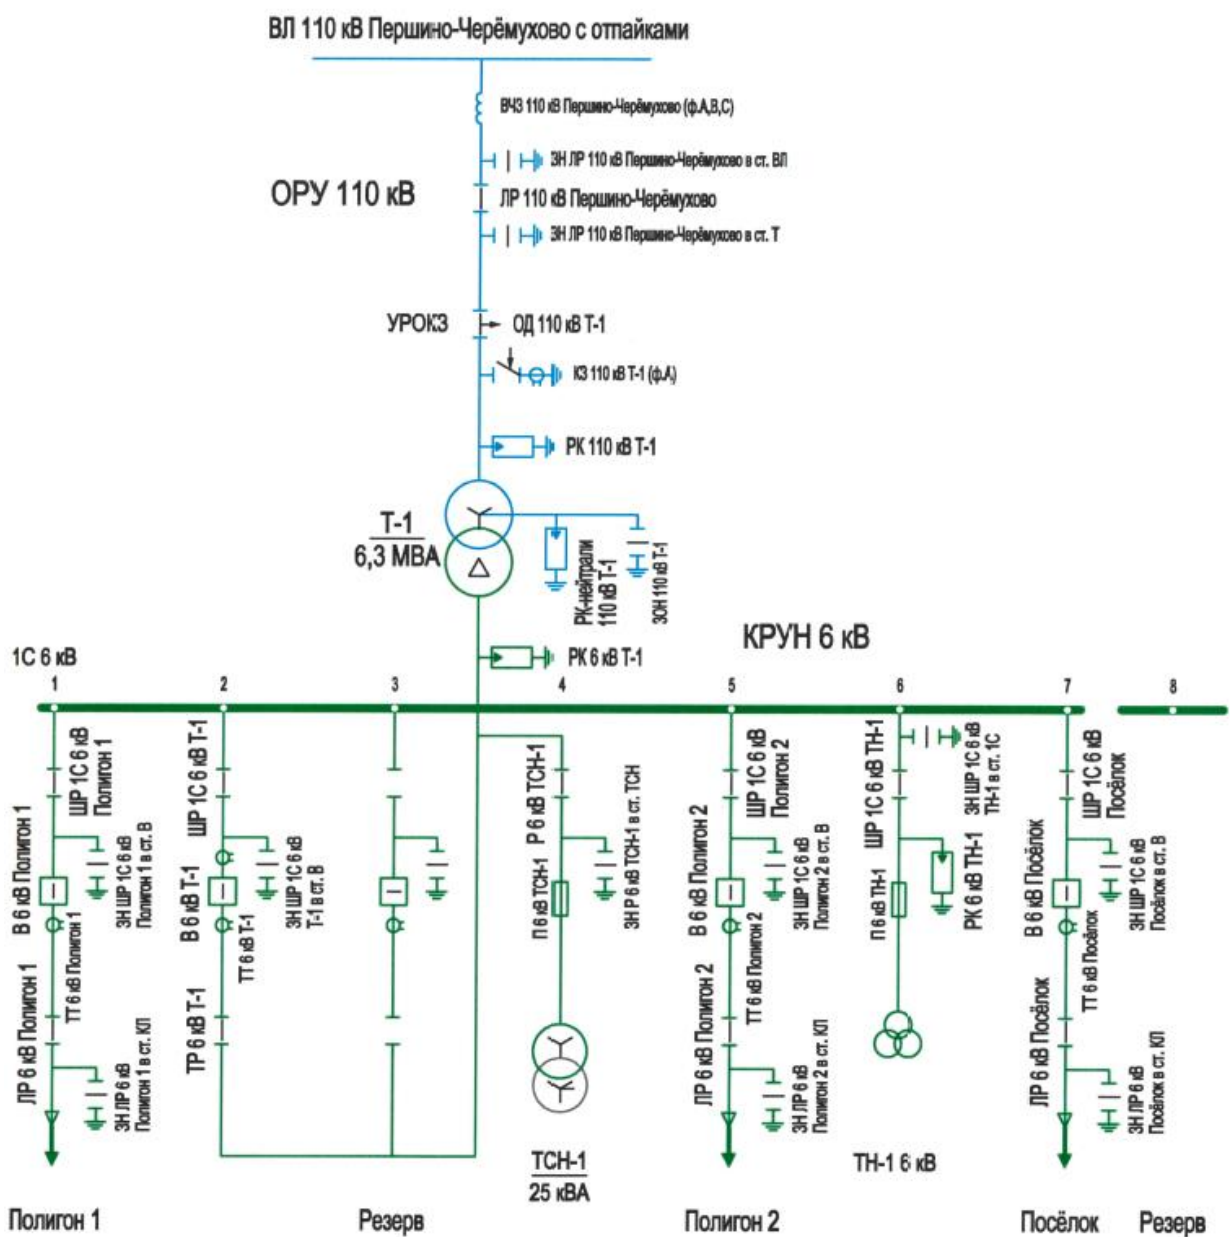 ВЛ 110 кВ Першино-Черёмухово с отпайками
ВЧЗ 110 кВ Першино-Черёмухово (ф.А,В,С)
ЗН ЛР 110 кВ Першино-Черёмухово в ст. ВЛ
ОРУ 110 кВ
ЛР 110 кВ Першино-Черёмухово
ЗН ЛР 110 кВ Першино-Черёмухово в ст. Т
УРОКЗ
ОД 110 кВ Т-1
КЗ 110 кВ Т-1 (ф.А,)
РК 110 кВ Т-1
Т-1
6,3 МВА
РК-нейтрали
110 кВ Т-1
ЗОН 110 кВ Т-1
КРУН 6 кВ
РК 6 кВ Т-1
1С 6 кВ
1
2
3
4
5
6
7
8
ШР 1С 6 кВ
Полигон 1
В 6 кВ Полигон 1
ЗН ШР 1С 6 кВ
Полигон 1 в ст. В
ТТ 6 кВ Полигон 1
ЛР 6 кВ Полигон 1
ЗН ЛР 6 кВ
Полигон 1 в ст. КЛ
ШР 1С 6 кВ Т-1
В 6 кВ Т-1
ЗН ШР 1С 6 кВ
Т-1 в ст. В
ТТ 6 кВ Т-1
ТР 6 кВ Т-1
Р 6 кВ ТСН-1
П 6 кВ ТСН-1
ЗН Р 6 кВ ТСН-1 в ст. ТСН
ШР 1С 6 кВ
Полигон 2
В 6 кВ Полигон 2
ЗН ШР 1С 6 кВ
Полигон 2 в ст. В
ТТ 6 кВ Полигон 2
ЛР 6 кВ Полигон 2
ЗН ЛР 6 кВ
Полигон 2 в ст. КЛ
ШР 1С 6 кВ ТН-1
ЗН ШР 1С 6 кВ
ТН-1 в ст. 1С
П 6 кВ ТН-1
РК 6 кВ ТН-1
ШР 1С 6 кВ
Посёлок
В 6 кВ Посёлок
ЗН ШР 1С 6 кВ
Посёлок в ст. В
ТТ 6 кВ Посёлок
ЛР 6 кВ Посёлок
ЗН ЛР 6 кВ
Посёлок в ст. КЛ
ТСН-1
25 кВА
ТН-1 6 кВ
Полигон 1
Резерв
Полигон 2
Посёлок
Резерв